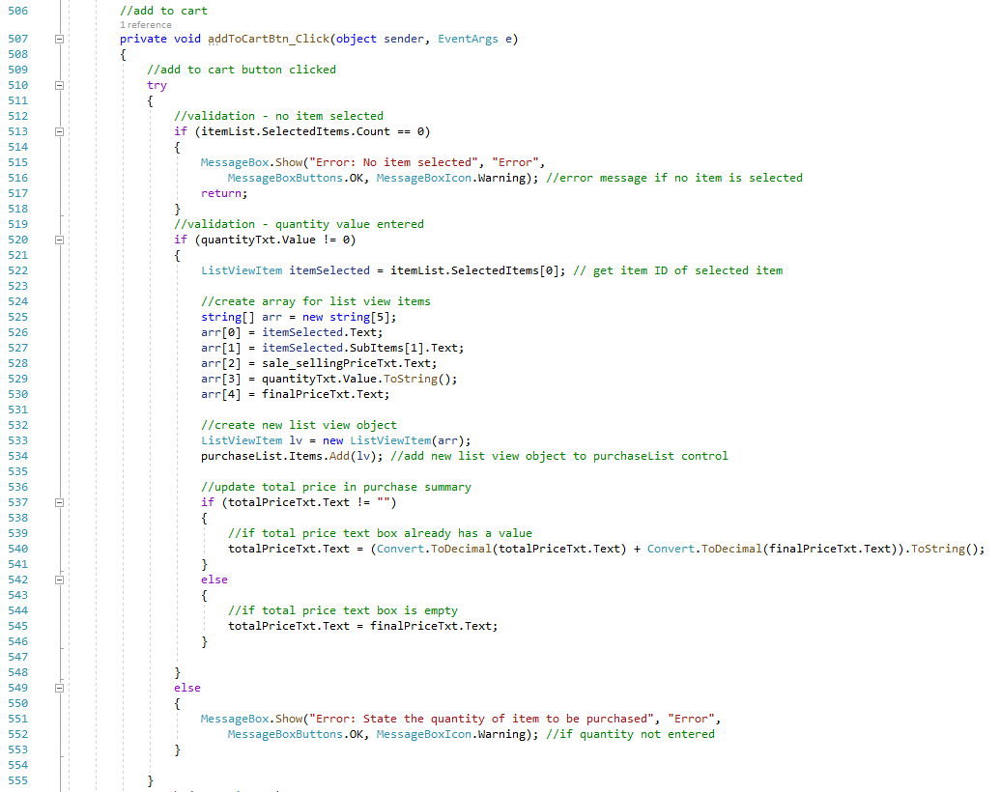 506 //add to cart
1 reference
507 private void addToCartBtn_Click(object sender, EventArgs e)
508 {
509 //add to cart button clicked
510 try
511 {
512 //validation - no item selected
513 if (itemList.SelectedItems.Count == 0)
514 {
515 MessageBox.Show("Error: No item selected", "Error",
516 MessageBoxButtons.OK, MessageBoxIcon.Warning); //error message if no item is selected
517 return;
518 }
519 //validation - quantity value entered
520 if (quantityTxt.Value != 0)
521 {
522 ListViewItem itemSelected = itemList.SelectedItems[0]; // get item ID of selected item
523
524 //create array for list view items
525 string[] arr = new string[5];
526 arr[0] = itemSelected.Text;
527 arr[1] = itemSelected.SubItems[1].Text;
528 arr[2] = sale_sellingPriceTxt.Text;
529 arr[3] = quantityTxt.Value.ToString();
530 arr[4] = finalPriceTxt.Text;
531
532 //create new list view object
533 ListViewItem lv = new ListViewItem(arr);
534 purchaseList.Items.Add(lv); //add new list view object to purchaseList control
535
536 //update total price in purchase summary
537 if (totalPriceTxt.Text != "")
538 {
539 //if total price text box already has a value
540 totalPriceTxt.Text = (Convert.ToDecimal(totalPriceTxt.Text) + Convert.ToDecimal(finalPriceTxt.Text)).ToString();
541 }
542 else
543 {
544 //if total price text box is empty
545 totalPriceTxt.Text = finalPriceTxt.Text;
546 }
547
548 }
549 else
550 {
551 MessageBox.Show("Error: State the quantity of item to be purchased", "Error",
552 MessageBoxButtons.OK, MessageBoxIcon.Warning); //if quantity not entered
553 }
554
555 }